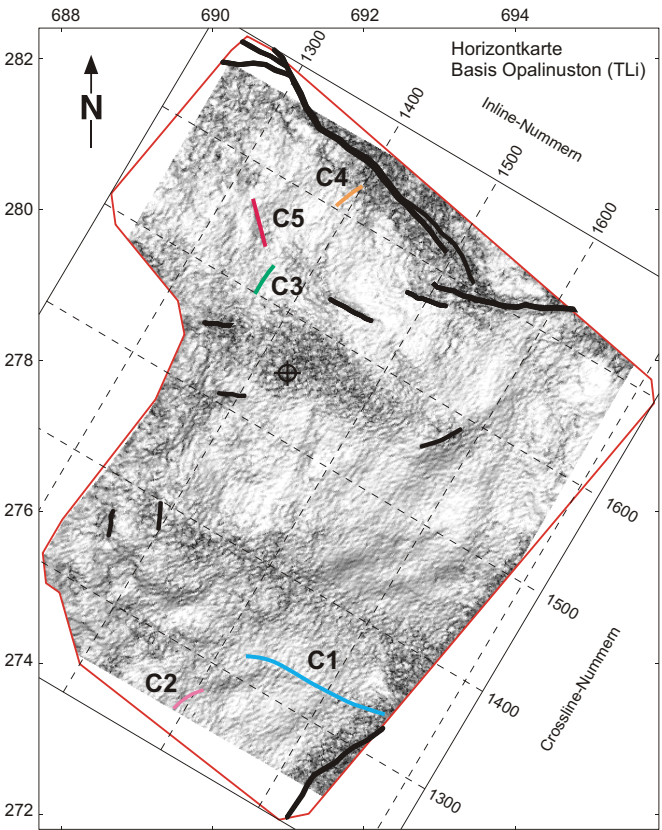 688 690 692 694
282
280
278
276
274
272
N
Horizontkarte
Basis Opalinuston (TLi)
Inline-Nummern
1300
1400
1500
1600
C4
C5
C3
C1
C2
1600
1500
1400
1300
Crossline-Nummern